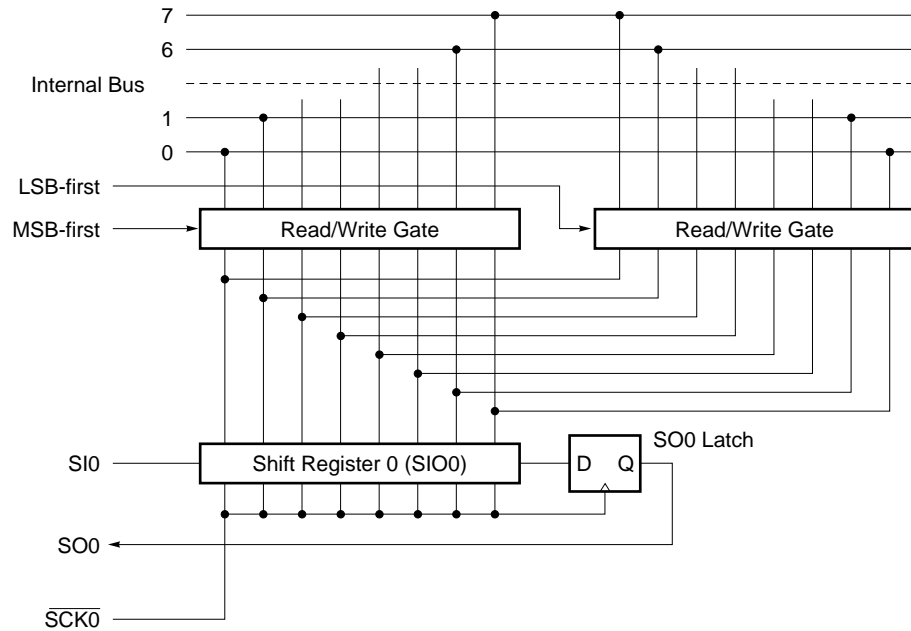 7
6
Internal Bus
1
0
LSB-first
MSB-first
Read/Write Gate
Read/Write Gate
SO0 Latch
SI0
Shift Register 0 (SIO0)
D
Q
SO0
S̅C̅K̅0̅